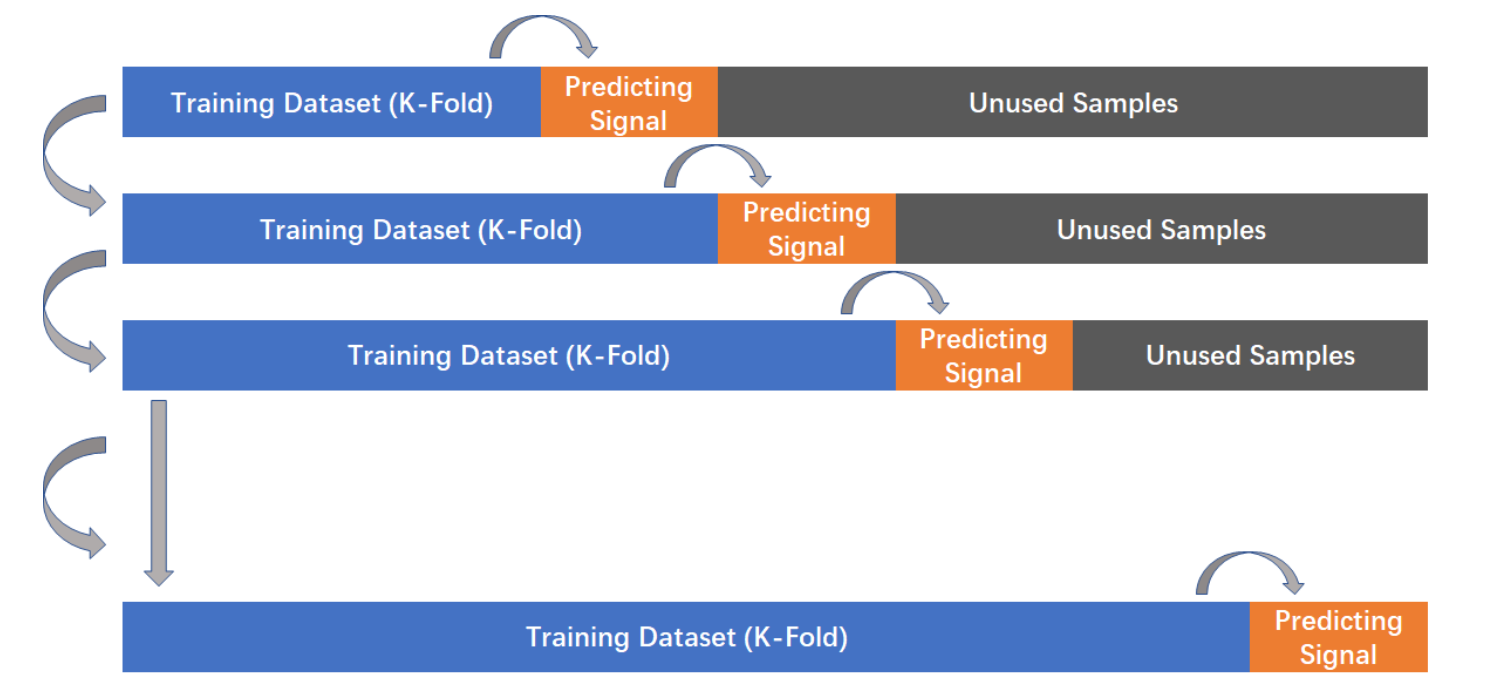 Training Dataset (K-Fold)
Predicting
Signal
Unused Samples
Training Dataset (K-Fold)
Predicting
Signal
Unused Samples
Training Dataset (K-Fold)
Predicting
Signal
Unused Samples
Training Dataset (K-Fold)
Predicting
Signal